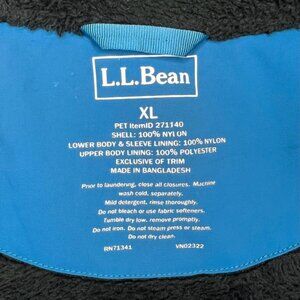 L.L.Bean
XL
PET ItemID 271140
SHELL: 100% NYLON
LOWER BODY & SLEEVE LINING: 100% NYLON
UPPER BODY LINING: 100% POLYESTER
EXCLUSIVE OF TRIM
MADE IN BANGLADESH
Prior to laundering, close all closures. Machine
wash cold, separately.
Mild detergent, rinse thoroughly.
Do not bleach or use fabric softeners.
Tumble dry low, remove promptly.
Do not iron. Do not steam press or steam.
Do not dry clean.
RN71341 VN02322